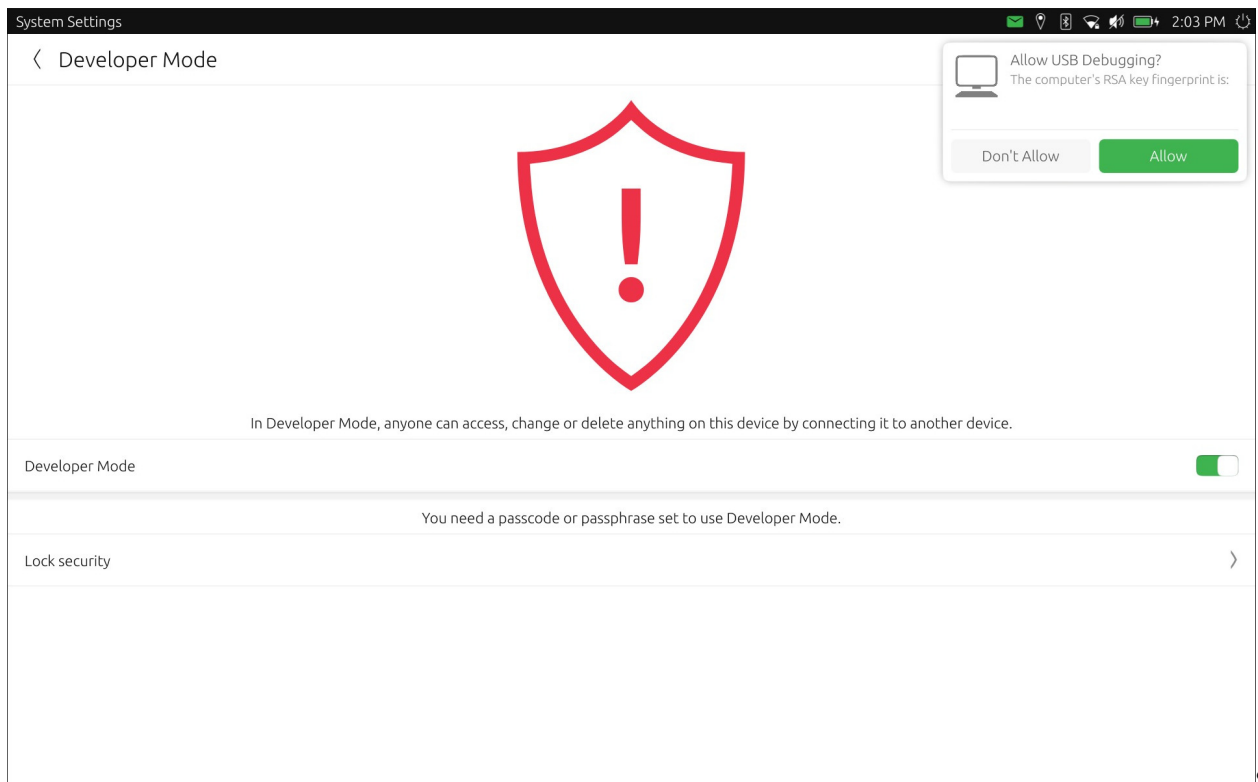 System Settings
2:03 PM
Developer Mode
Allow USB Debugging?
The computer's RSA key fingerprint is:
Don't Allow
Allow
!
In Developer Mode, anyone can access, change or delete anything on this device by connecting it to another device.
Developer Mode
You need a passcode or passphrase set to use Developer Mode.
Lock security